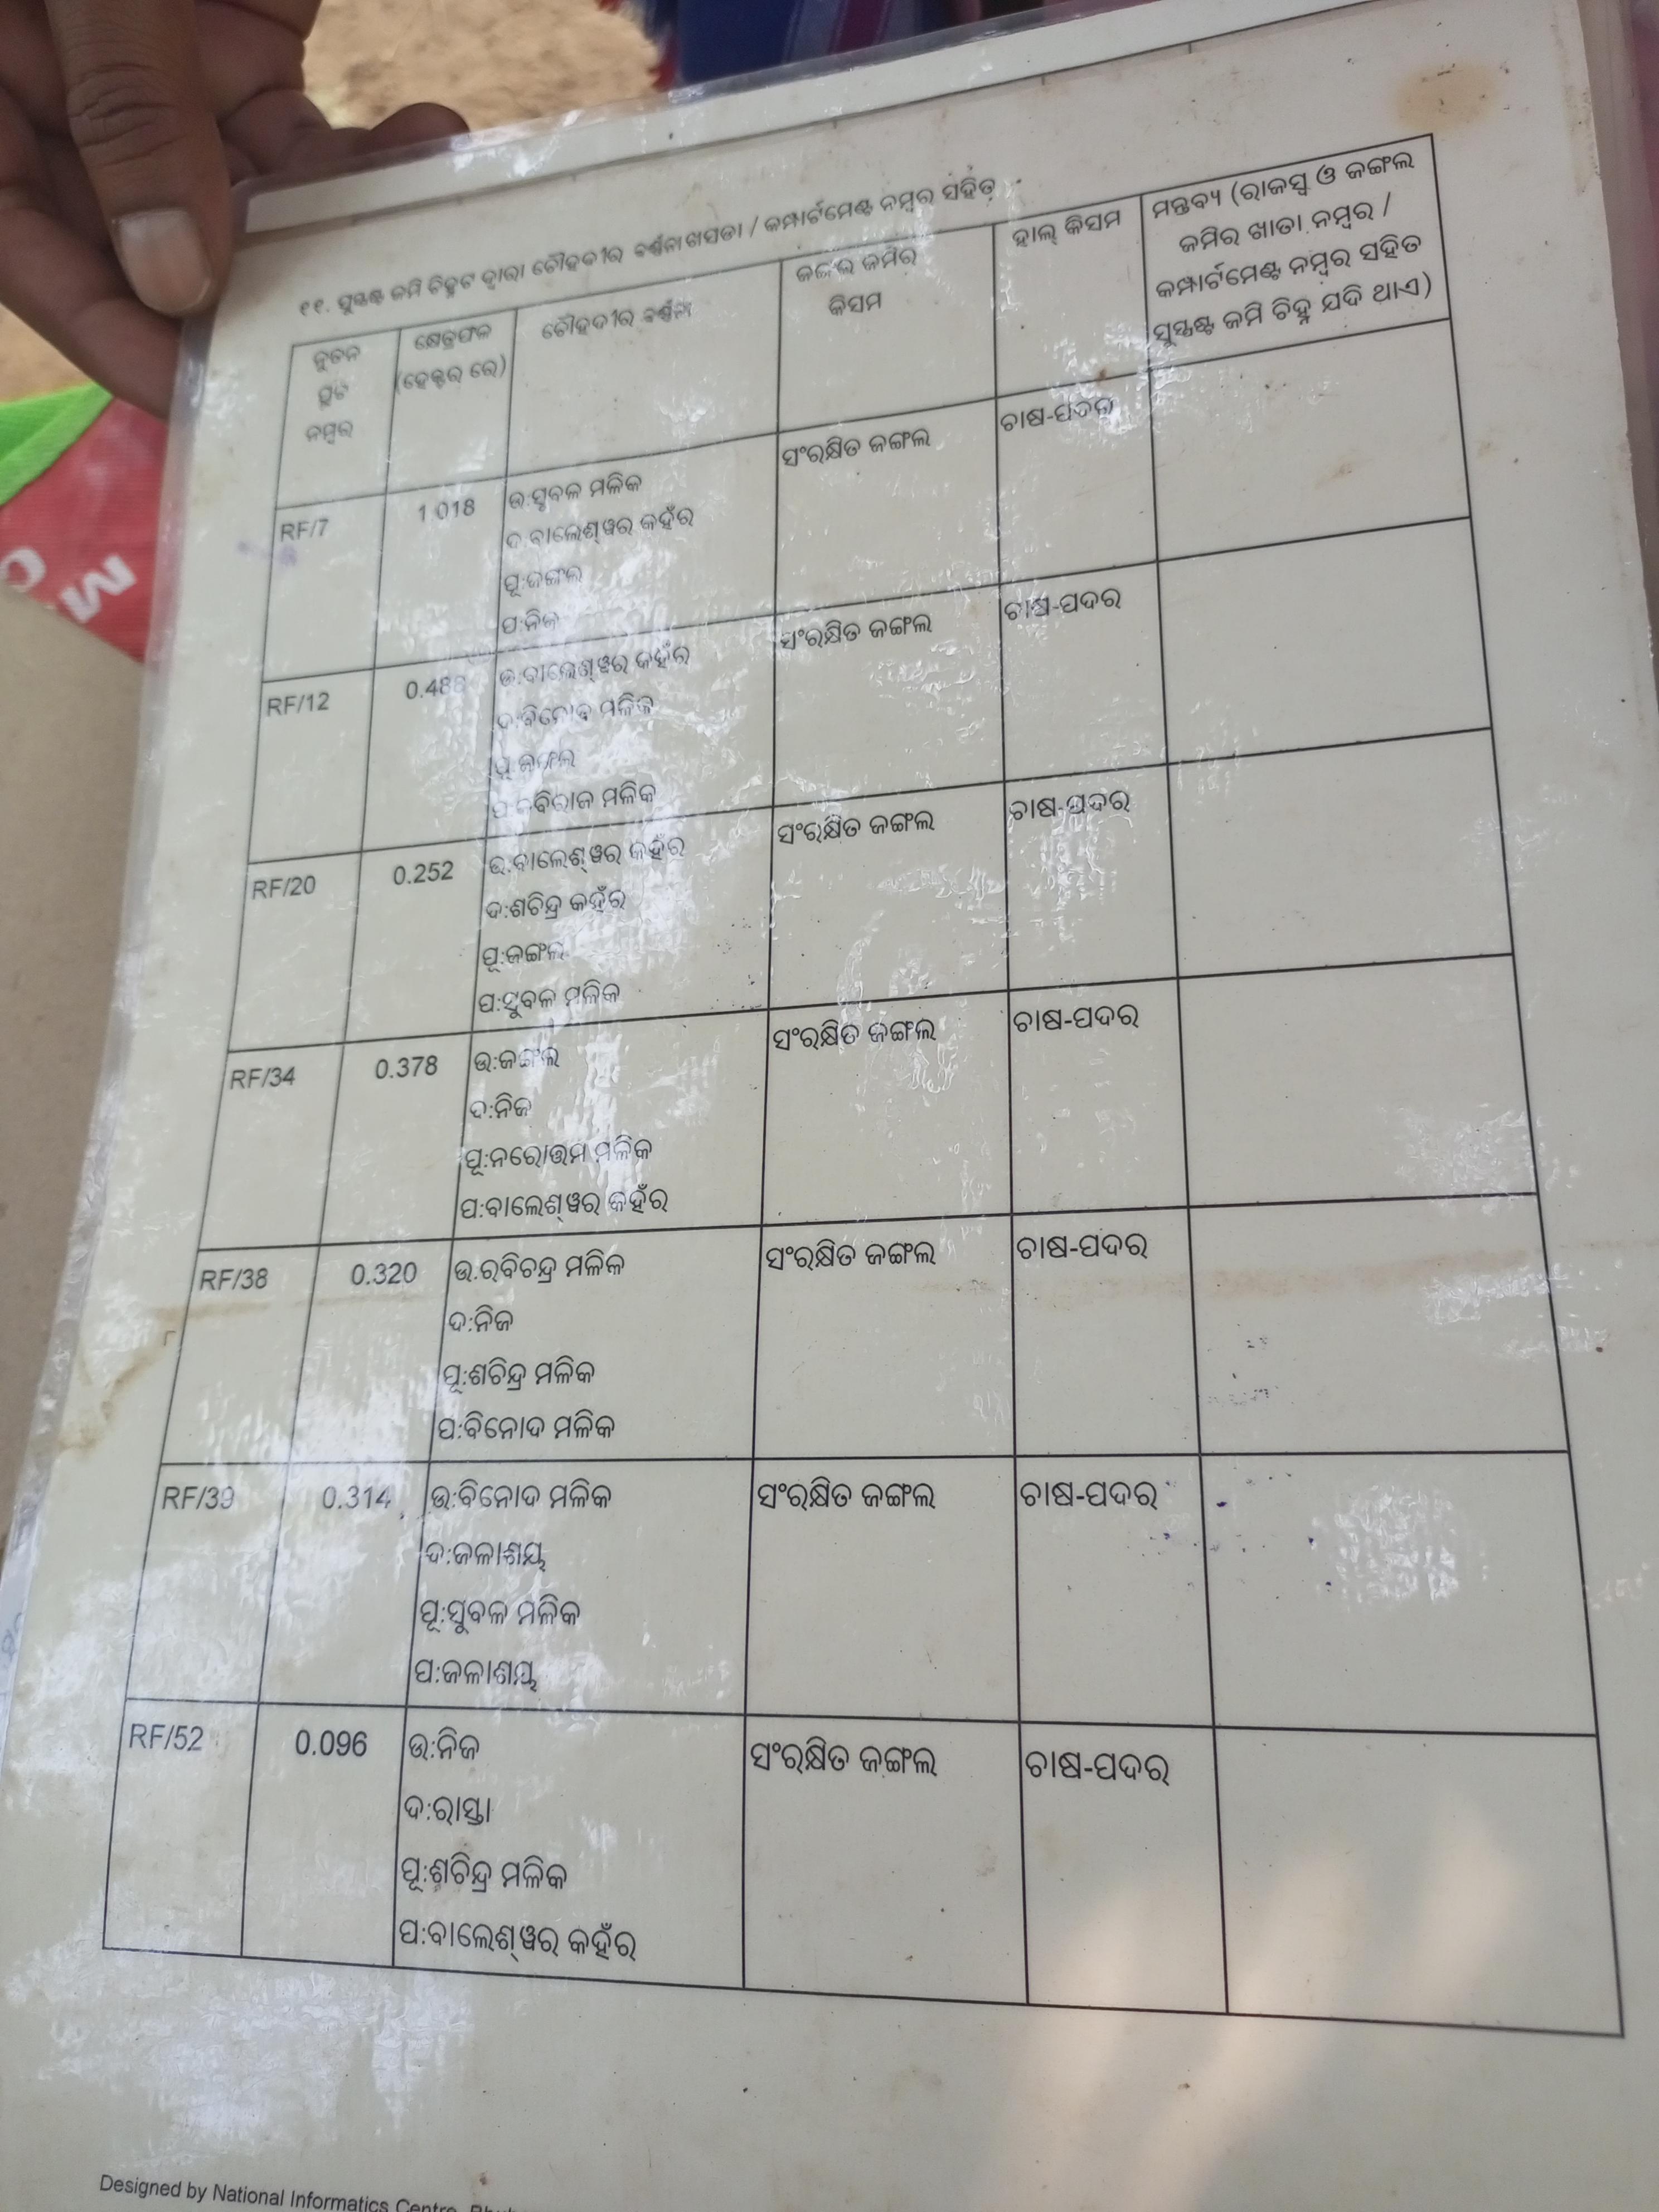 ୧୧. ସୁସ୍ପଷ୍ଟ ଜମି ଚିହ୍ନଟ ଦ୍ୱାରା ଚୌହଦୀର ବର୍ଣ୍ଣନା ଖସଡା / କମ୍ପାର୍ଟମେଣ୍ଟ ନମ୍ବର ସହିତ
ନୂତନ ପ୍ଲଟ ନମ୍ବର
କ୍ଷେତ୍ରଫଳ (ହେକ୍ଟର ରେ)
ଚୌହଦୀର ବର୍ଣ୍ଣନା
ଜଙ୍ଗଲ ଜମିର କିସମ
ହାଲ୍ କିସମ
ମନ୍ତବ୍ୟ (ରାଜସ୍ୱ ଓ ଜଙ୍ଗଲ
ଜମିର ଖାତା ନମ୍ବର /
କମ୍ପାର୍ଟମେଣ୍ଟ ନମ୍ବର ସହିତ
ସୁସ୍ପଷ୍ଟ ଜମି ଚିହ୍ନ ଯଦି ଥାଏ)
RF/7 1.018 ଉ:ସୁବଳ ମଳିକ ସଂରକ୍ଷିତ ଜଙ୍ଗଲ ଚାଷ-ପଦର
ଦ:ବାଲେଶ୍ୱର କହଁର
ପୂ:ଜଙ୍ଗଲ
ପ:ନିଜ
RF/12 ଉ:ବାଲେଶ୍ୱର କହଁର ସଂରକ୍ଷିତ ଜଙ୍ଗଲ ଚାଷ-ପଦର
ଦ:ବିନୋଦ ମଳିକ
ପୂ:ଜଙ୍ଗଲ
ମଳିକ
RF/20 0.252 ଉ:ବାଲେଶ୍ୱର କହଁର ସଂରକ୍ଷିତ ଜଙ୍ଗଲ ଚାଷ-ପଦର
ଦ:ଶଚିନ୍ଦ୍ର କହଁର
ପୂ:ଜଙ୍ଗଲ
ପ:ସୁବଳ ମଳିକ
RF/34 0.378 ଉ:ଜଙ୍ଗଲ ସଂରକ୍ଷିତ ଜଙ୍ଗଲ ଚାଷ-ପଦର
ଦ:ନିଜ
ପୂ:ନରୋତ୍ତମ ମଳିକ
ପ:ବାଲେଶ୍ୱର କହଁର
RF/38 0.320 ଉ:ରବିଚନ୍ଦ୍ର ମଳିକ ସଂରକ୍ଷିତ ଜଙ୍ଗଲ ଚାଷ-ପଦର
ଦ:ନିଜ
ପୂ:ଶଚିନ୍ଦ୍ର ମଳିକ
ପ:ବିନୋଦ ମଳିକ
RF/39 0.314 ଉ:ବିନୋଦ ମଳିକ ସଂରକ୍ଷିତ ଜଙ୍ଗଲ ଚାଷ-ପଦର
ଦ:ଜଳାଶୟ
ପୂ:ସୁବଳ ମଳିକ
ପ:ଜଳାଶୟ
RF/52 0.096 ଉ:ନିଜ ସଂରକ୍ଷିତ ଜଙ୍ଗଲ ଚାଷ-ପଦର
ଦ:ରାସ୍ତା
ପୂ:ଶଚିନ୍ଦ୍ର ମଳିକ
ପ:ବାଲେଶ୍ୱର କହଁର
Designed by National Informatics Centre,